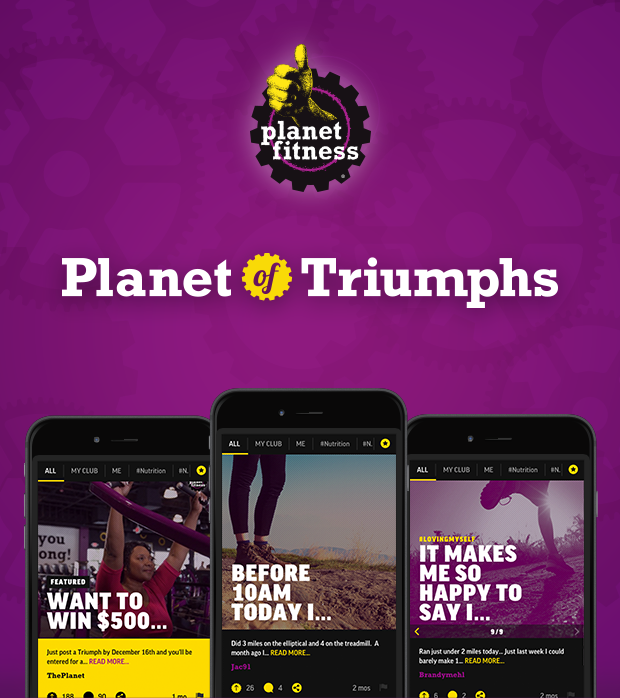 planet
fitness
Planet of Triumphs
ALL MY CLUB ME #Nutrition #N.
you
ong!
FEATURED
WANT TO
WIN $500...
Just post a Triumph by December 16th and you'll be
entered for a... READ MORE...
ThePlanet
188 90 1 mo
ALL MY CLUB ME #Nutrition #N.
BEFORE
10AM
TODAY I...
Did 3 miles on the elliptical and 4 on the treadmill. A
month ago I... READ MORE...
Jac91
26 4 2 mos
ALL MY CLUB ME #Nutrition #N.
#LOVINGMYSELF
IT MAKES
ME SO
HAPPY TO
SAY I...
9/9
Ran just under 2 miles today... Just last week I could
barely make 1... READ MORE...
Brandymehl
6 2 2 mos